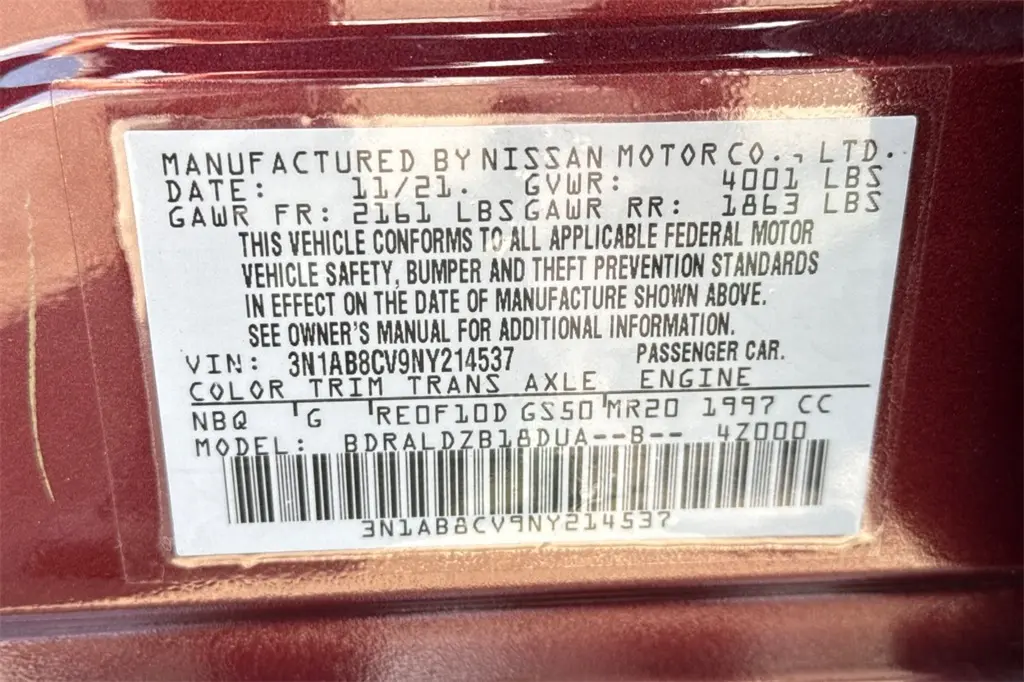 MANUFACTURED BY NISSAN MOTOR CO., LTD.
DATE: 11/21. GVWR: 4001 LBS
GAWR FR: 2161 LBS GAWR RR: 1863 LBS
THIS VEHICLE CONFORMS TO ALL APPLICABLE FEDERAL MOTOR
VEHICLE SAFETY, BUMPER AND THEFT PREVENTION STANDARDS
IN EFFECT ON THE DATE OF MANUFACTURE SHOWN ABOVE.
SEE OWNER'S MANUAL FOR ADDITIONAL INFORMATION.
VIN: 3N1AB8CV9NY214537 PASSENGER CAR.
COLOR TRIM TRANS AXLE ENGINE
NBQ G RE0F10D GS50 MR20 1997 CC
MODEL: BDRALDZB18DUA--B-- 4Z000
3N1AB8CV9NY214537